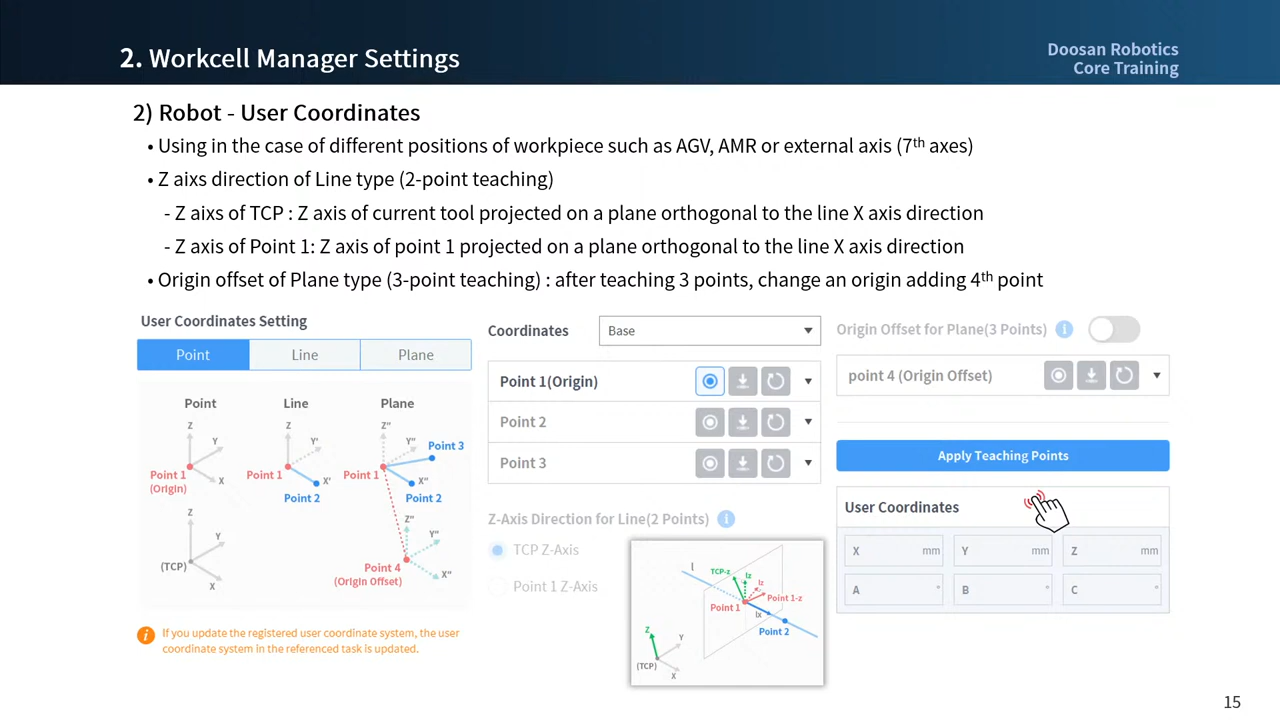 2. Workcell Manager Settings
Doosan Robotics
Core Training
2) Robot - User Coordinates
• Using in the case of different positions of workpiece such as AGV, AMR or external axis (7th axes)
• Z aixs direction of Line type (2-point teaching)
- Z aixs of TCP : Z axis of current tool projected on a plane orthogonal to the line X axis direction
- Z axis of Point 1: Z axis of point 1 projected on a plane orthogonal to the line X axis direction
• Origin offset of Plane type (3-point teaching) : after teaching 3 points, change an origin adding 4th point
User Coordinates Setting
Point Line Plane
Point Line Plane
Z Y X
Point 1
(Origin)
Z Y' X'
Point 1
Point 2
Z" Y" X"
Point 1
Point 3
Point 2
Z Y X
(TCP)
Z" Y" X"
Point 4
(Origin Offset)
i If you update the registered user coordinate system, the user
coordinate system in the referenced task is updated.
Coordinates Base
Point 1(Origin)
Point 2
Point 3
Z-Axis Direction for Line(2 Points) i
TCP Z-Axis
Point 1 Z-Axis
l
TCP-z
lz
lz
Point 1-z
Point 1
lx
Point 2
Z Y X
(TCP)
Origin Offset for Plane(3 Points) i
point 4 (Origin Offset)
Apply Teaching Points
User Coordinates
X mm Y mm Z mm
A ° B ° C °
15